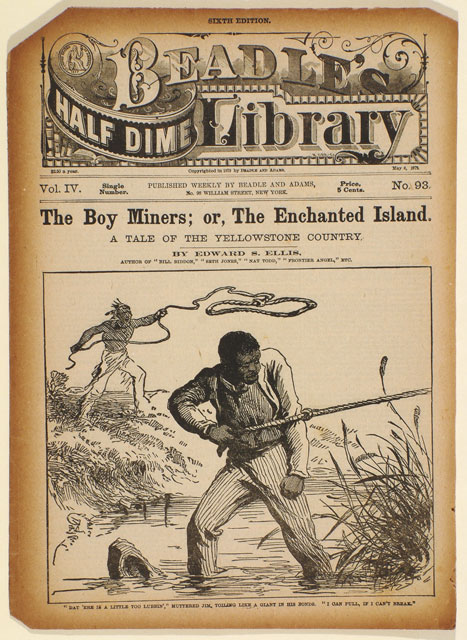 SIXTH EDITION.
BEADLE'S
HALF DIME Library
$2.50 a year. Copyrighted in 1879 by BEADLE AND ADAMS. May 6, 1879.
Vol. IV. Single Number. PUBLISHED WEEKLY BY BEADLE AND ADAMS, No. 98 WILLIAM STREET, NEW YORK. Price, 5 Cents. No. 93.
The Boy Miners; or, The Enchanted Island.
A TALE OF THE YELLOWSTONE COUNTRY.
BY EDWARD S. ELLIS,
AUTHOR OF "BILL BIDDON," "SETH JONES," "NAT TODD," "FRONTIER ANGEL," ETC.
"DAT 'ERE IS A LITTLE TOO LUBBIN'," MUTTERED JIM, TOILING LIKE A GIANT IN HIS BONDS. "I CAN PULL, IF I CAN'T BREAK."